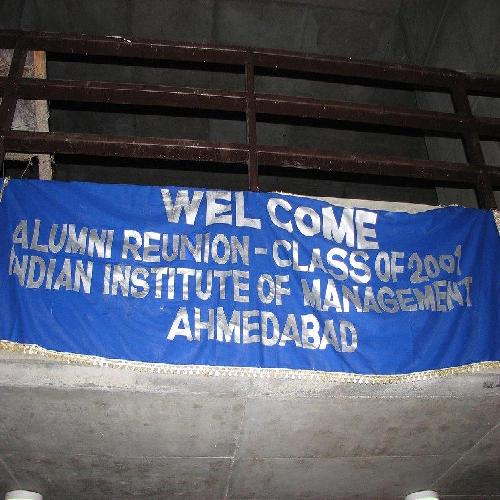 WELCOME
ALUMNI REUNION - CLASS OF 2001
INDIAN INSTITUTE OF MANAGEMENT
AHMEDABAD